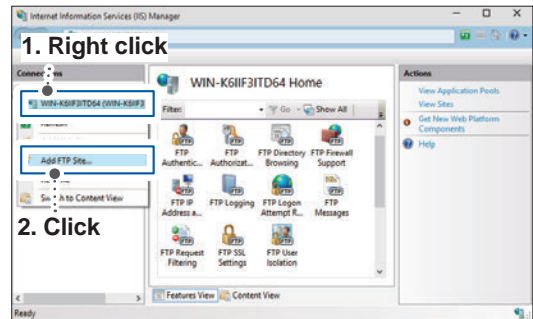 Internet Information Services (IIS) Manager
1. Right click
Connections
WIN-K6IIF3ITD64 (WIN-K6IIF3
Add FTP Site...
Switch to Content View
2. Click
WIN-K6IIF3ITD64 Home
Filter: Go Show All
FTP Authentic...
FTP Authorizat...
FTP Directory Browsing
FTP Firewall Support
FTP IP Address a...
FTP Logging
FTP Logon Attempt R...
FTP Messages
FTP Request Filtering
FTP SSL Settings
FTP User Isolation
Features View Content View
Actions
View Application Pools
View Sites
Get New Web Platform
Components
Help
Ready